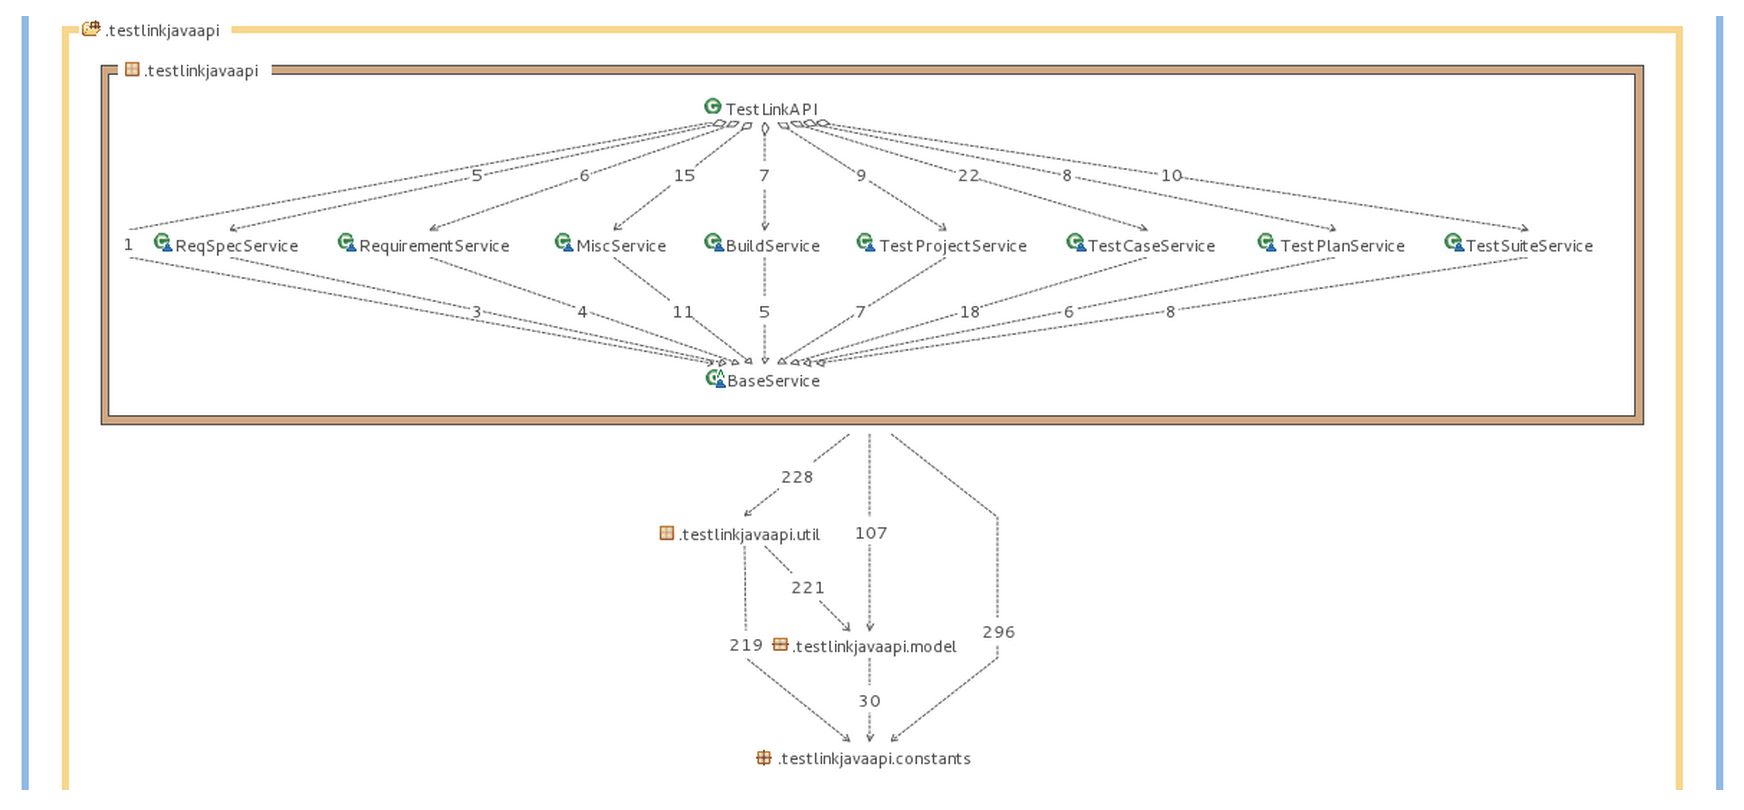 .testlinkjavaapi
.testlinkjavaapi
TestLinkAPI
5 6 15 7 9 22 8 10
1 ReqSpecService RequirementService MiscService BuildService TestProjectService TestCaseService TestPlanService TestSuiteService
3 4 11 5 7 18 6 8
BaseService
228
.testlinkjavaapi.util 107
221
296
219 .testlinkjavaapi.model
30
.testlinkjavaapi.constants